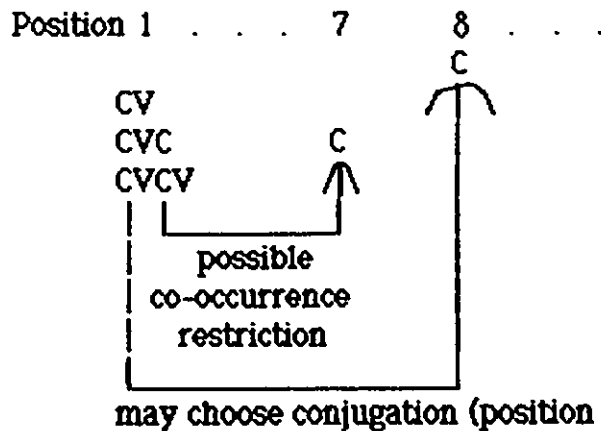 Position 1 . . . 7 8 . . .
C
CV
CVC C
CVCV
possible
co-occurrence
restriction
may choose conjugation (position